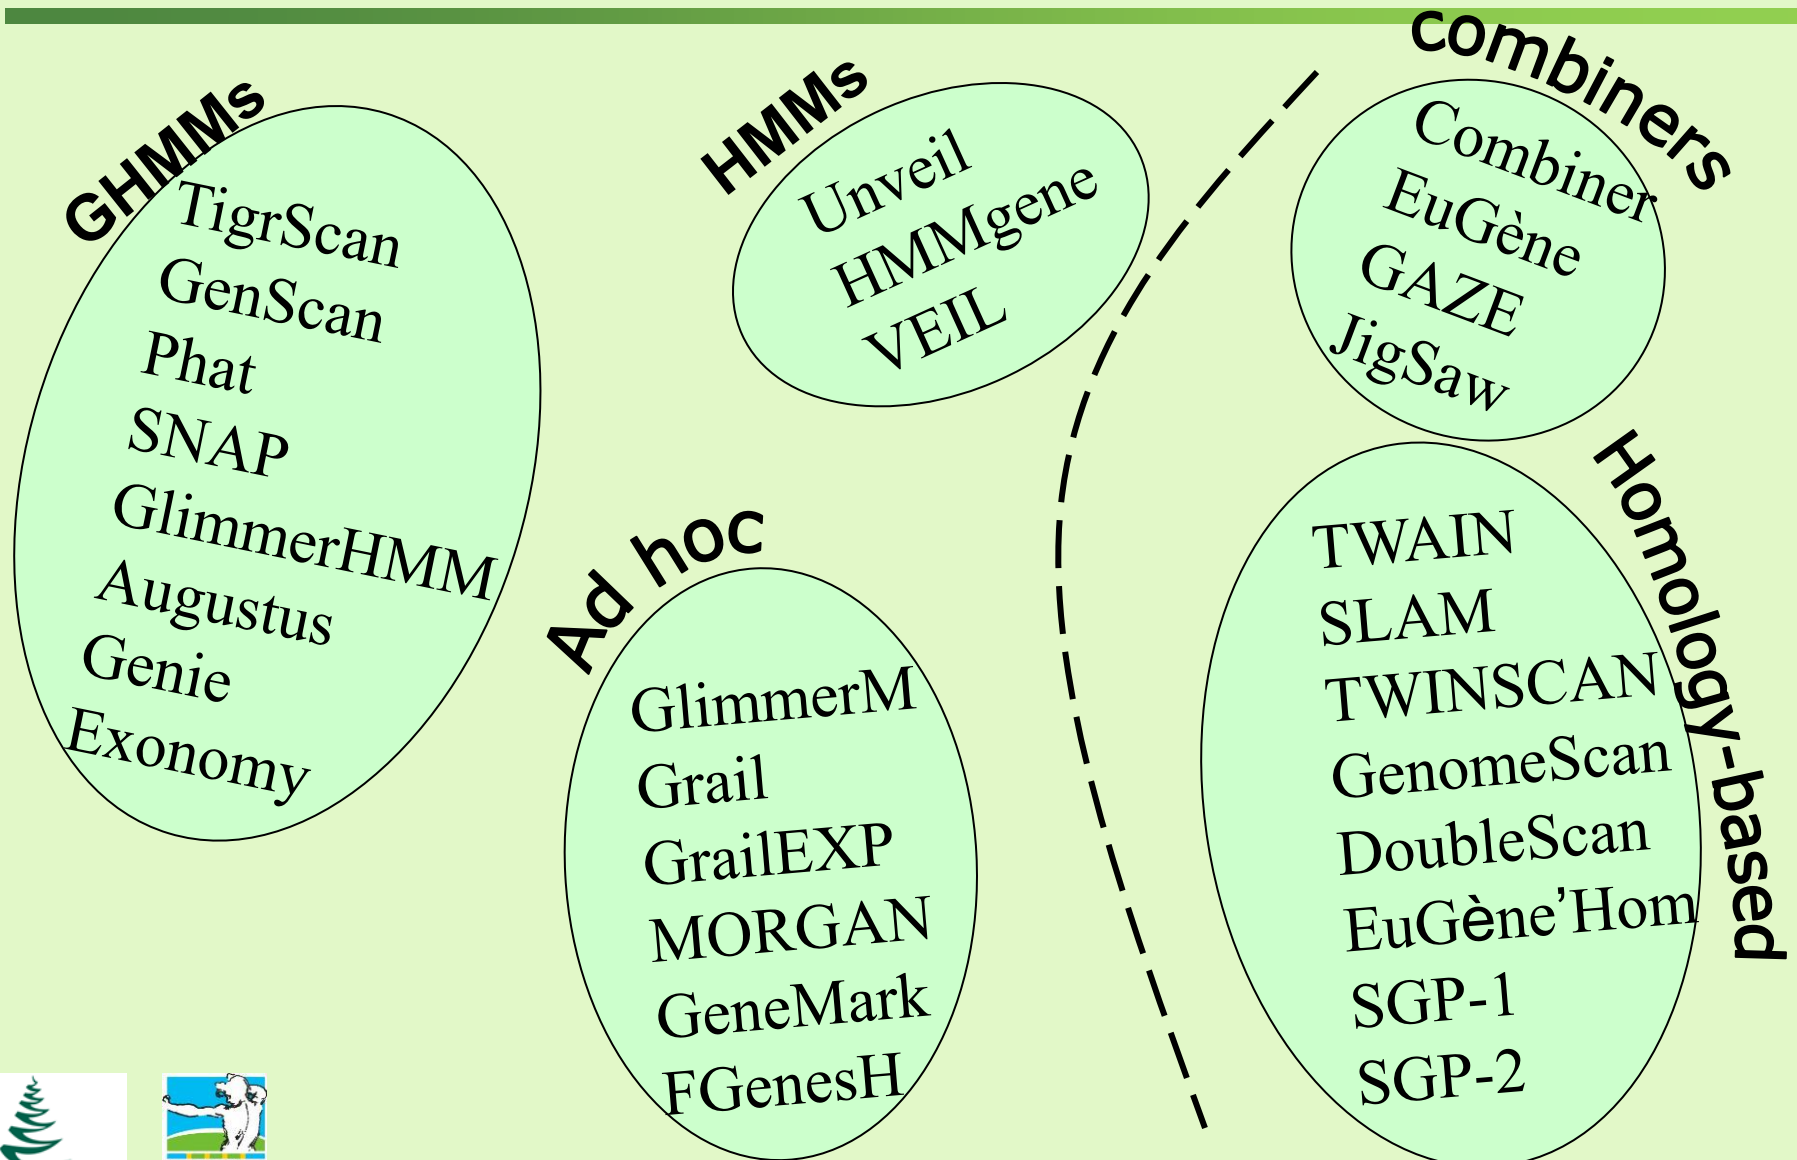 GHMMs
TigrScan
GenScan
Phat
SNAP
GlimmerHMM
Augustus
Genie
Exonomy
HMMs
Unveil
HMMgene
VEIL
Ad hoc
GlimmerM
Grail
GrailEXP
MORGAN
GeneMark
FGenesH
combiners
Combiner
EuGène
GAZE
JigSaw
Homology-based
TWAIN
SLAM
TWINSCAN
GenomeScan
DoubleScan
EuGène’Hom
SGP-1
SGP-2